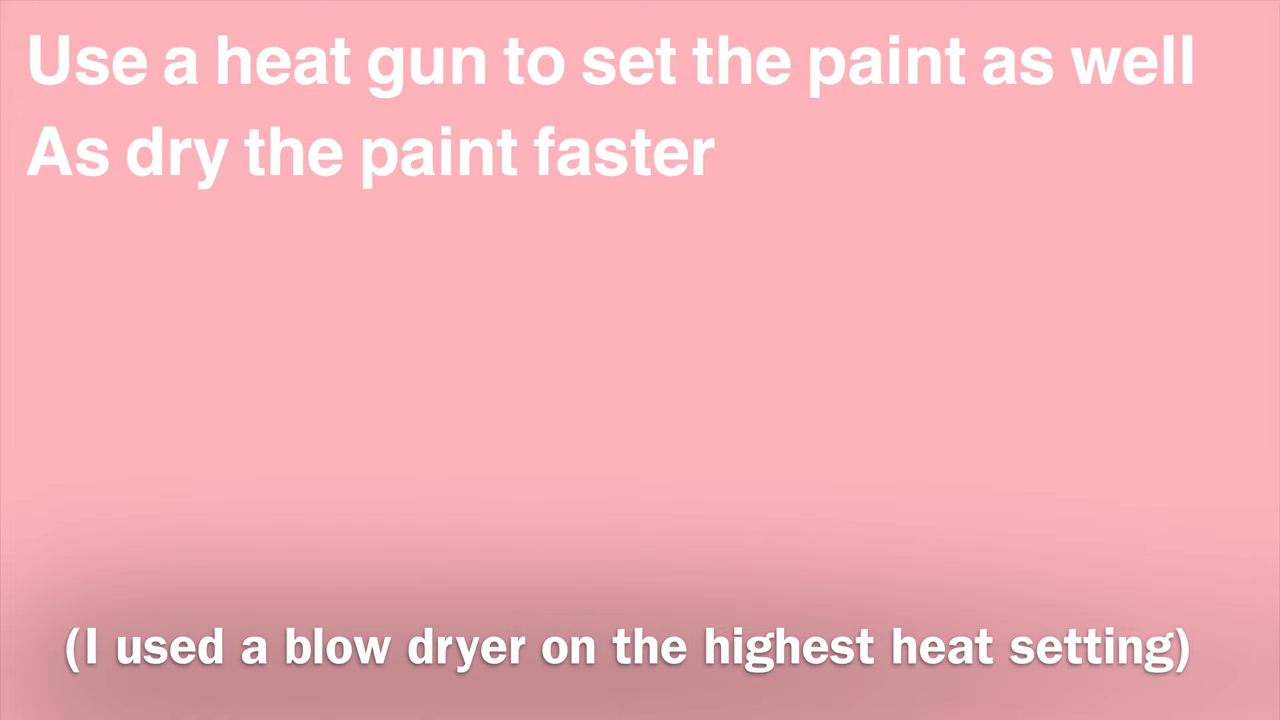 Use a heat gun to set the paint as well
As dry the paint faster
(I used a blow dryer on the highest heat setting)